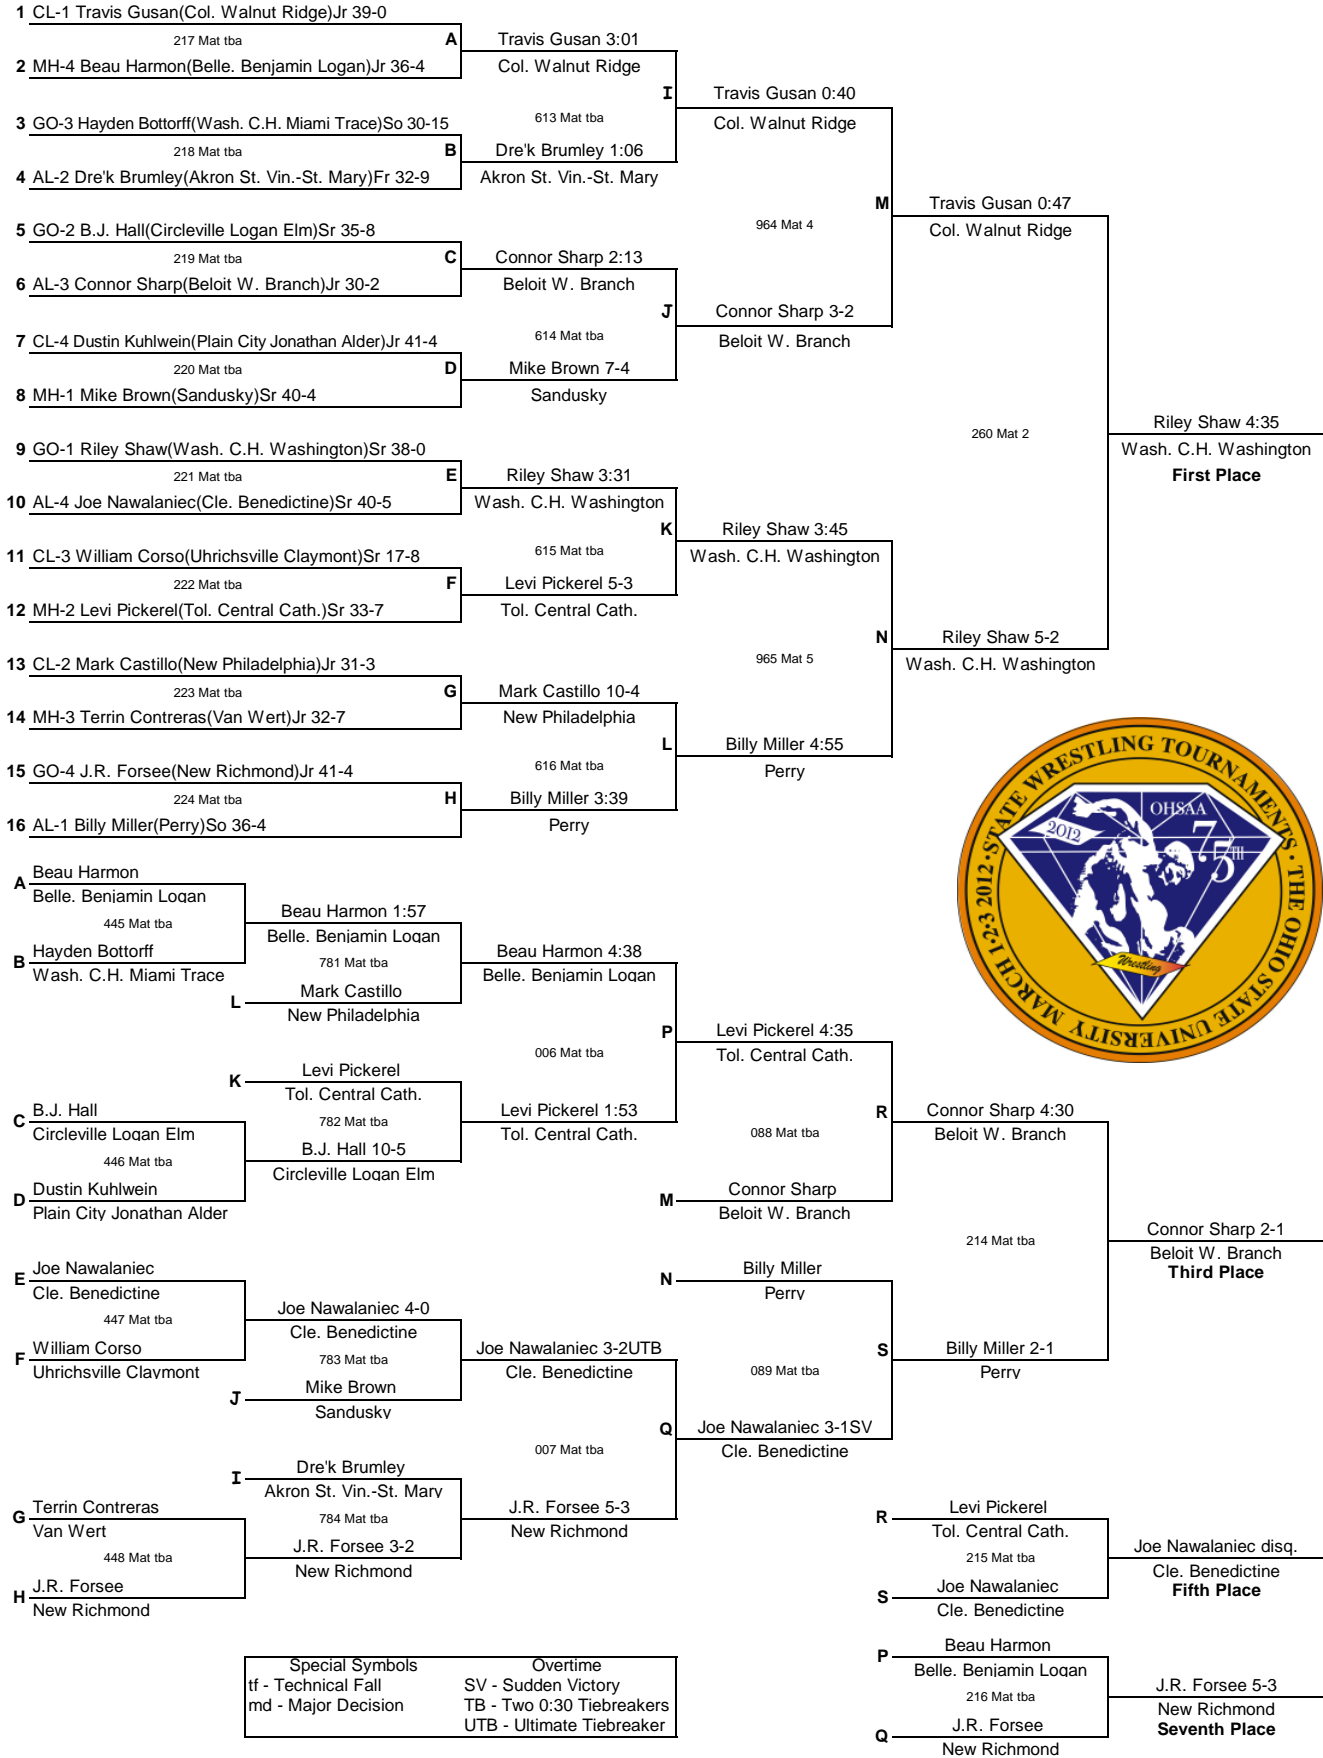 1 CL-1 Travis Gusan(Col. Walnut Ridge)Jr 39-0
217 Mat tba
A
2 MH-4 Beau Harmon(Belle. Benjamin Logan)Jr 36-4
Travis Gusan 3:01
Col. Walnut Ridge
3 GO-3 Hayden Bottorff(Wash. C.H. Miami Trace)So 30-15
218 Mat tba
B
4 AL-2 Dre'k Brumley(Akron St. Vin.-St. Mary)Fr 32-9
613 Mat tba
I
Dre'k Brumley 1:06
Akron St. Vin.-St. Mary
Travis Gusan 0:40
Col. Walnut Ridge
5 GO-2 B.J. Hall(Circleville Logan Elm)Sr 35-8
219 Mat tba
C
6 AL-3 Connor Sharp(Beloit W. Branch)Jr 30-2
Connor Sharp 2:13
Beloit W. Branch
7 CL-4 Dustin Kuhlwein(Plain City Jonathan Alder)Jr 41-4
220 Mat tba
D
8 MH-1 Mike Brown(Sandusky)Sr 40-4
614 Mat tba
J
Mike Brown 7-4
Sandusky
Connor Sharp 3-2
Beloit W. Branch
964 Mat 4
M
Travis Gusan 0:47
Col. Walnut Ridge
9 GO-1 Riley Shaw(Wash. C.H. Washington)Sr 38-0
221 Mat tba
E
10 AL-4 Joe Nawalaniec(Cle. Benedictine)Sr 40-5
Riley Shaw 3:31
Wash. C.H. Washington
11 CL-3 William Corso(Uhrichsville Claymont)Sr 17-8
222 Mat tba
F
12 MH-2 Levi Pickerel(Tol. Central Cath.)Sr 33-7
615 Mat tba
K
Levi Pickerel 5-3
Tol. Central Cath.
Riley Shaw 3:45
Wash. C.H. Washington
13 CL-2 Mark Castillo(New Philadelphia)Jr 31-3
223 Mat tba
G
14 MH-3 Terrin Contreras(Van Wert)Jr 32-7
Mark Castillo 10-4
New Philadelphia
15 GO-4 J.R. Forsee(New Richmond)Jr 41-4
224 Mat tba
H
16 AL-1 Billy Miller(Perry)So 36-4
616 Mat tba
L
Billy Miller 3:39
Perry
Billy Miller 4:55
Perry
965 Mat 5
N
Riley Shaw 5-2
Wash. C.H. Washington
260 Mat 2
Riley Shaw 4:35
Wash. C.H. Washington
First Place
MARCH 1-2-3 2012 • STATE WRESTLING TOURNAMENTS • THE OHIO STATE UNIVERSITY
OHSAA
2012
75TH
Wrestling
A Beau Harmon
Belle. Benjamin Logan
445 Mat tba
B Hayden Bottorff
Wash. C.H. Miami Trace
Beau Harmon 1:57
Belle. Benjamin Logan
781 Mat tba
L Mark Castillo
New Philadelphia
Beau Harmon 4:38
Belle. Benjamin Logan
K Levi Pickerel
Tol. Central Cath.
C B.J. Hall
Circleville Logan Elm
446 Mat tba
D Dustin Kuhlwein
Plain City Jonathan Alder
782 Mat tba
B.J. Hall 10-5
Circleville Logan Elm
Levi Pickerel 1:53
Tol. Central Cath.
006 Mat tba
P
Levi Pickerel 4:35
Tol. Central Cath.
088 Mat tba
M Connor Sharp
Beloit W. Branch
R
Connor Sharp 4:30
Beloit W. Branch
E Joe Nawalaniec
Cle. Benedictine
447 Mat tba
F William Corso
Uhrichsville Claymont
Joe Nawalaniec 4-0
Cle. Benedictine
783 Mat tba
J Mike Brown
Sandusky
Joe Nawalaniec 3-2UTB
Cle. Benedictine
I Dre'k Brumley
Akron St. Vin.-St. Mary
G Terrin Contreras
Van Wert
448 Mat tba
H J.R. Forsee
New Richmond
784 Mat tba
J.R. Forsee 3-2
New Richmond
J.R. Forsee 5-3
New Richmond
007 Mat tba
Q
Joe Nawalaniec 3-1SV
Cle. Benedictine
N Billy Miller
Perry
089 Mat tba
S
Billy Miller 2-1
Perry
214 Mat tba
Connor Sharp 2-1
Beloit W. Branch
Third Place
R Levi Pickerel
Tol. Central Cath.
215 Mat tba
S Joe Nawalaniec
Cle. Benedictine
Joe Nawalaniec disq.
Cle. Benedictine
Fifth Place
P Beau Harmon
Belle. Benjamin Logan
216 Mat tba
Q J.R. Forsee
New Richmond
J.R. Forsee 5-3
New Richmond
Seventh Place
Special Symbols
tf - Technical Fall
md - Major Decision
Overtime
SV - Sudden Victory
TB - Two 0:30 Tiebreakers
UTB - Ultimate Tiebreaker